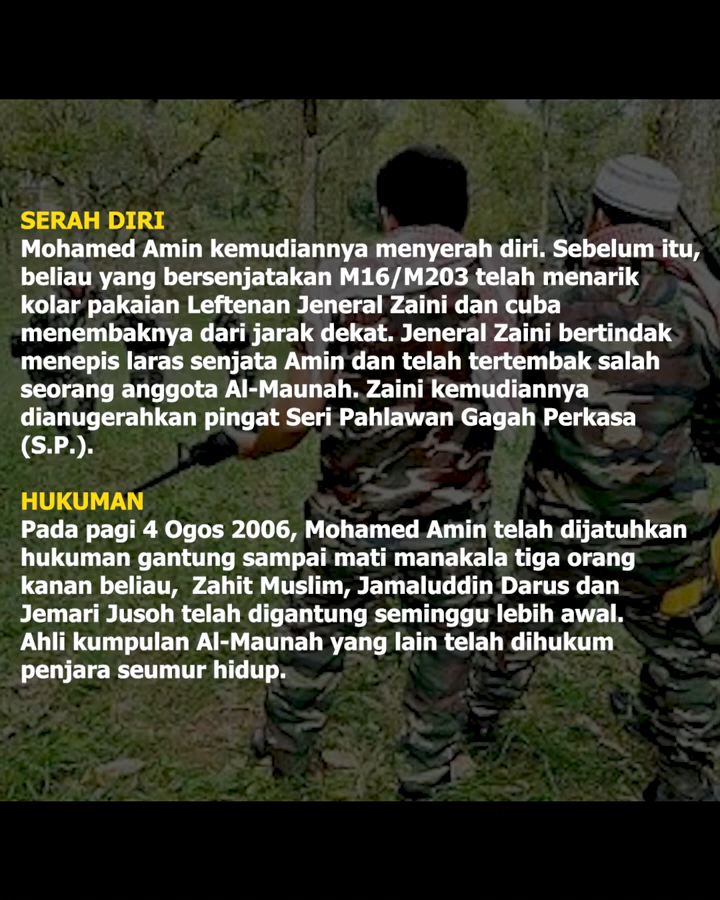 SERAH DIRI
Mohamed Amin kemudiannya menyerah diri. Sebelum itu,
beliau yang bersenjatakan M16/M203 telah menarik
kolar pakaian Leftenan Jeneral Zaini dan cuba
menembaknya dari jarak dekat. Jeneral Zaini bertindak
menepis laras senjata Amin dan telah tertembak salah
seorang anggota Al-Maunah. Zaini kemudiannya
dianugerahkan pingat Seri Pahlawan Gagah Perkasa
(S.P.).
HUKUMAN
Pada pagi 4 Ogos 2006, Mohamed Amin telah dijatuhkan
hukuman gantung sampai mati manakala tiga orang
kanan beliau,  Zahit Muslim, Jamaluddin Darus dan
Jemari Jusoh telah digantung seminggu lebih awal.
Ahli kumpulan Al-Maunah yang lain telah dihukum
penjara seumur hidup.